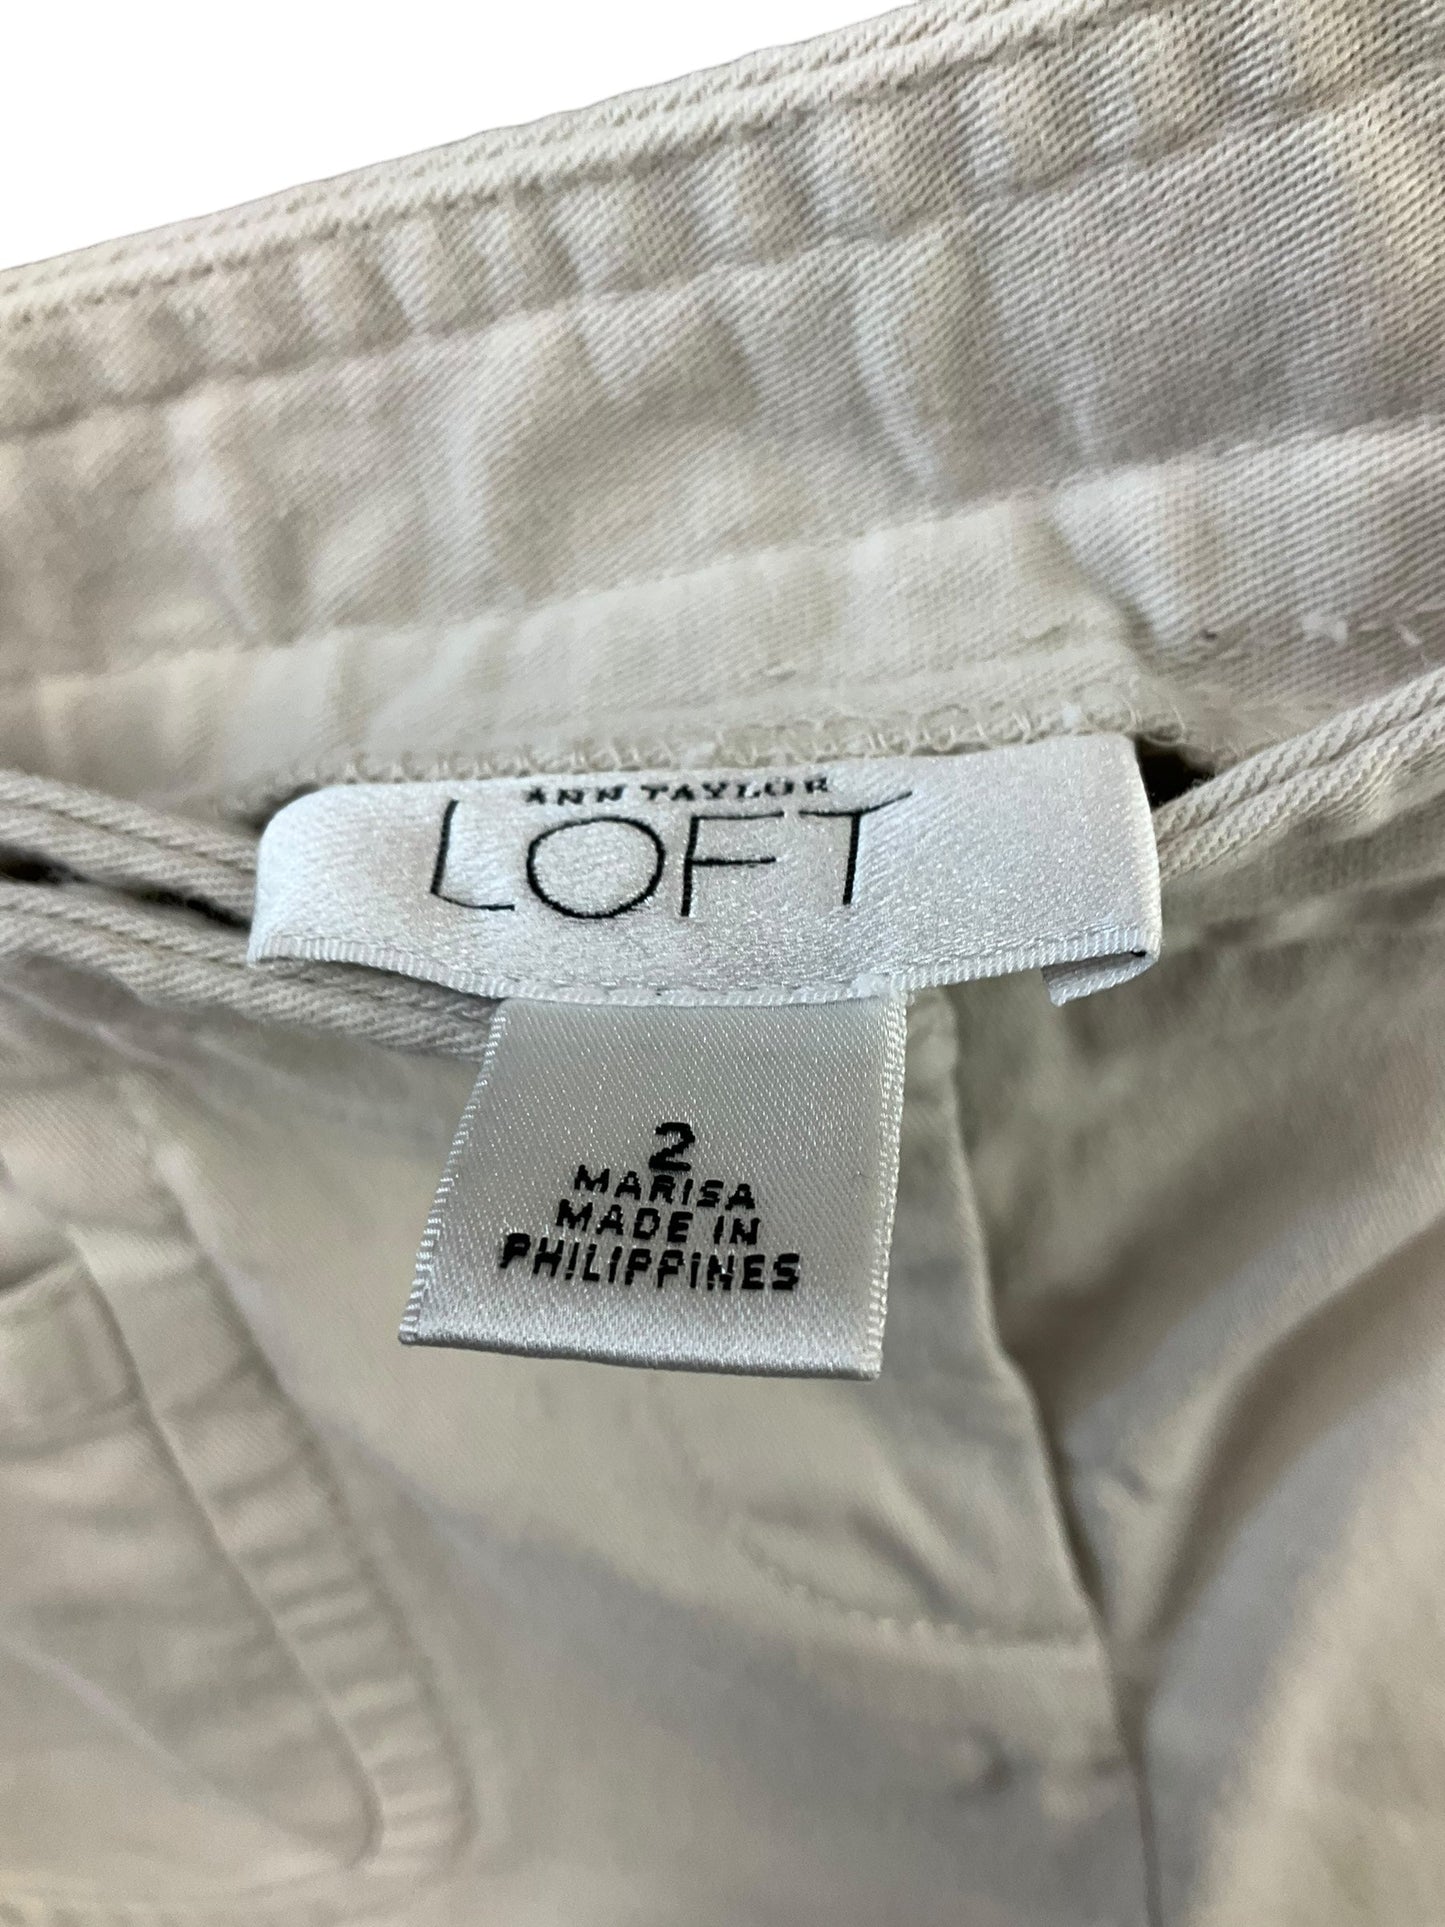 ANN TAYLOR
LOFT
2
MARISA
MADE IN
PHILIPPINES